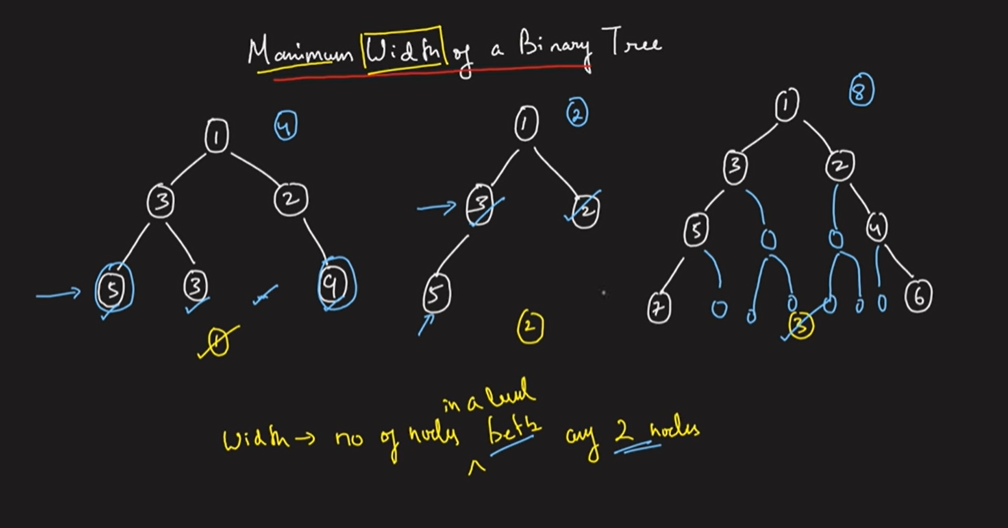 Maximum Width of a Binary Tree
1 4 1 2 1 8
3 2 3 2 3 2
5 3 9 5 5 0 0 4
7 0 0 0 0 0 0 6
1 2 3
in a level
Width → no of nodes betn any 2 nodes
^